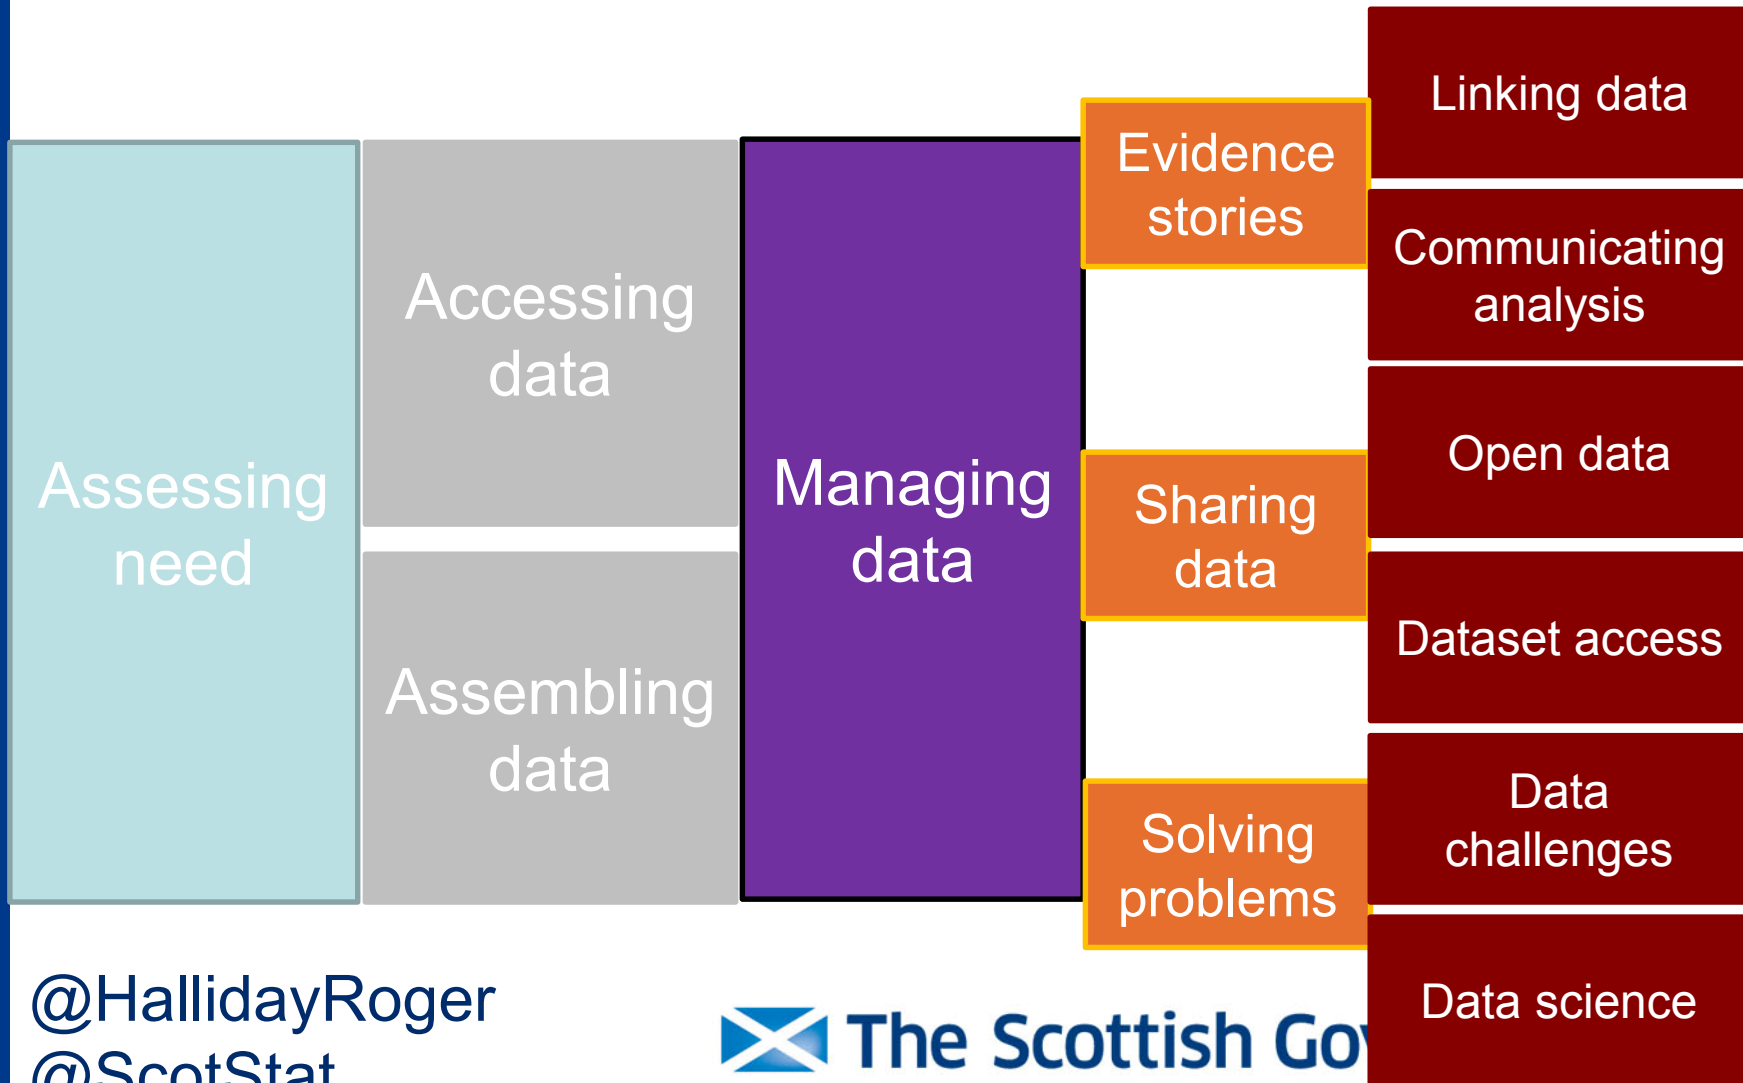 Assessing
need
Accessing
data
Assembling
data
Managing
data
Evidence
stories
Sharing
data
Solving
problems
Linking data
Communicating
analysis
Open data
Dataset access
Data
challenges
Data science
@HallidayRoger
@ScotStat
The Scottish Gov